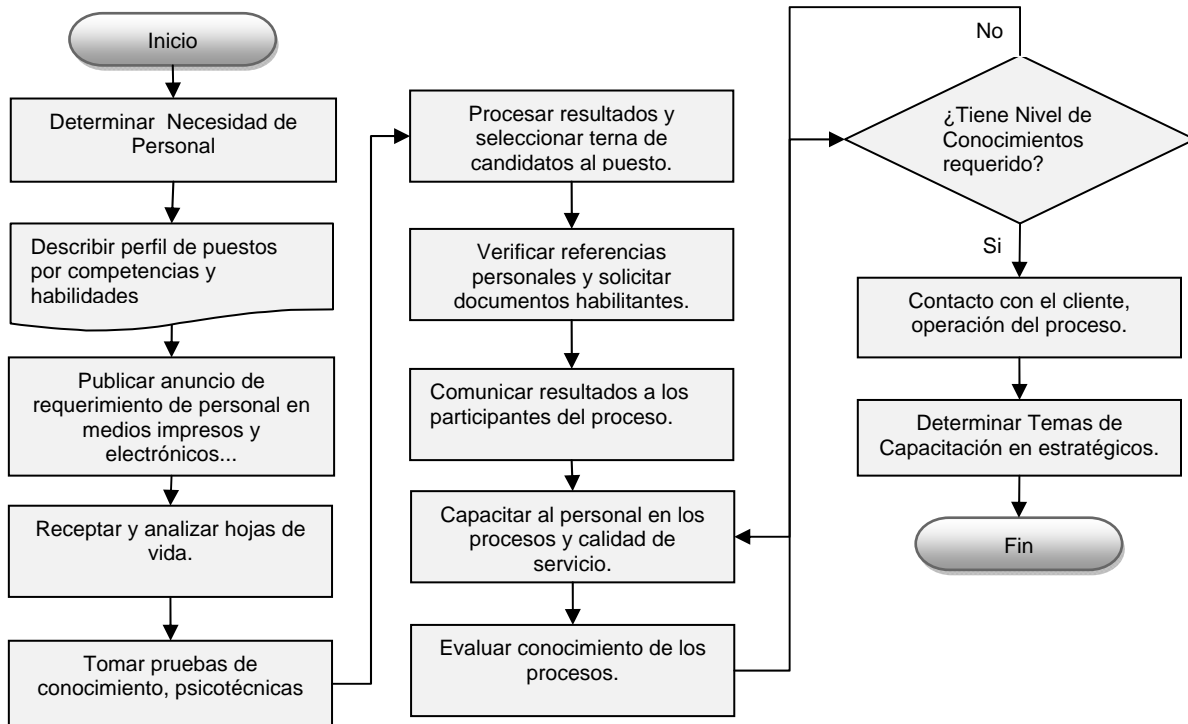 Inicio
Determinar Necesidad de
Personal
Describir perfil de puestos
por competencias y
habilidades
Publicar anuncio de
requerimiento de personal en
medios impresos y
electrónicos...
Receptar y analizar hojas de
vida.
Tomar pruebas de
conocimiento, psicotécnicas
Procesar resultados y
seleccionar terna de
candidatos al puesto.
Verificar referencias
personales y solicitar
documentos habilitantes.
Comunicar resultados a los
participantes del proceso.
Capacitar al personal en los
procesos y calidad de
servicio.
Evaluar conocimiento de los
procesos.
No
¿Tiene Nivel de
Conocimientos
requerido?
Si
Contacto con el cliente,
operación del proceso.
Determinar Temas de
Capacitación en estratégicos.
Fin